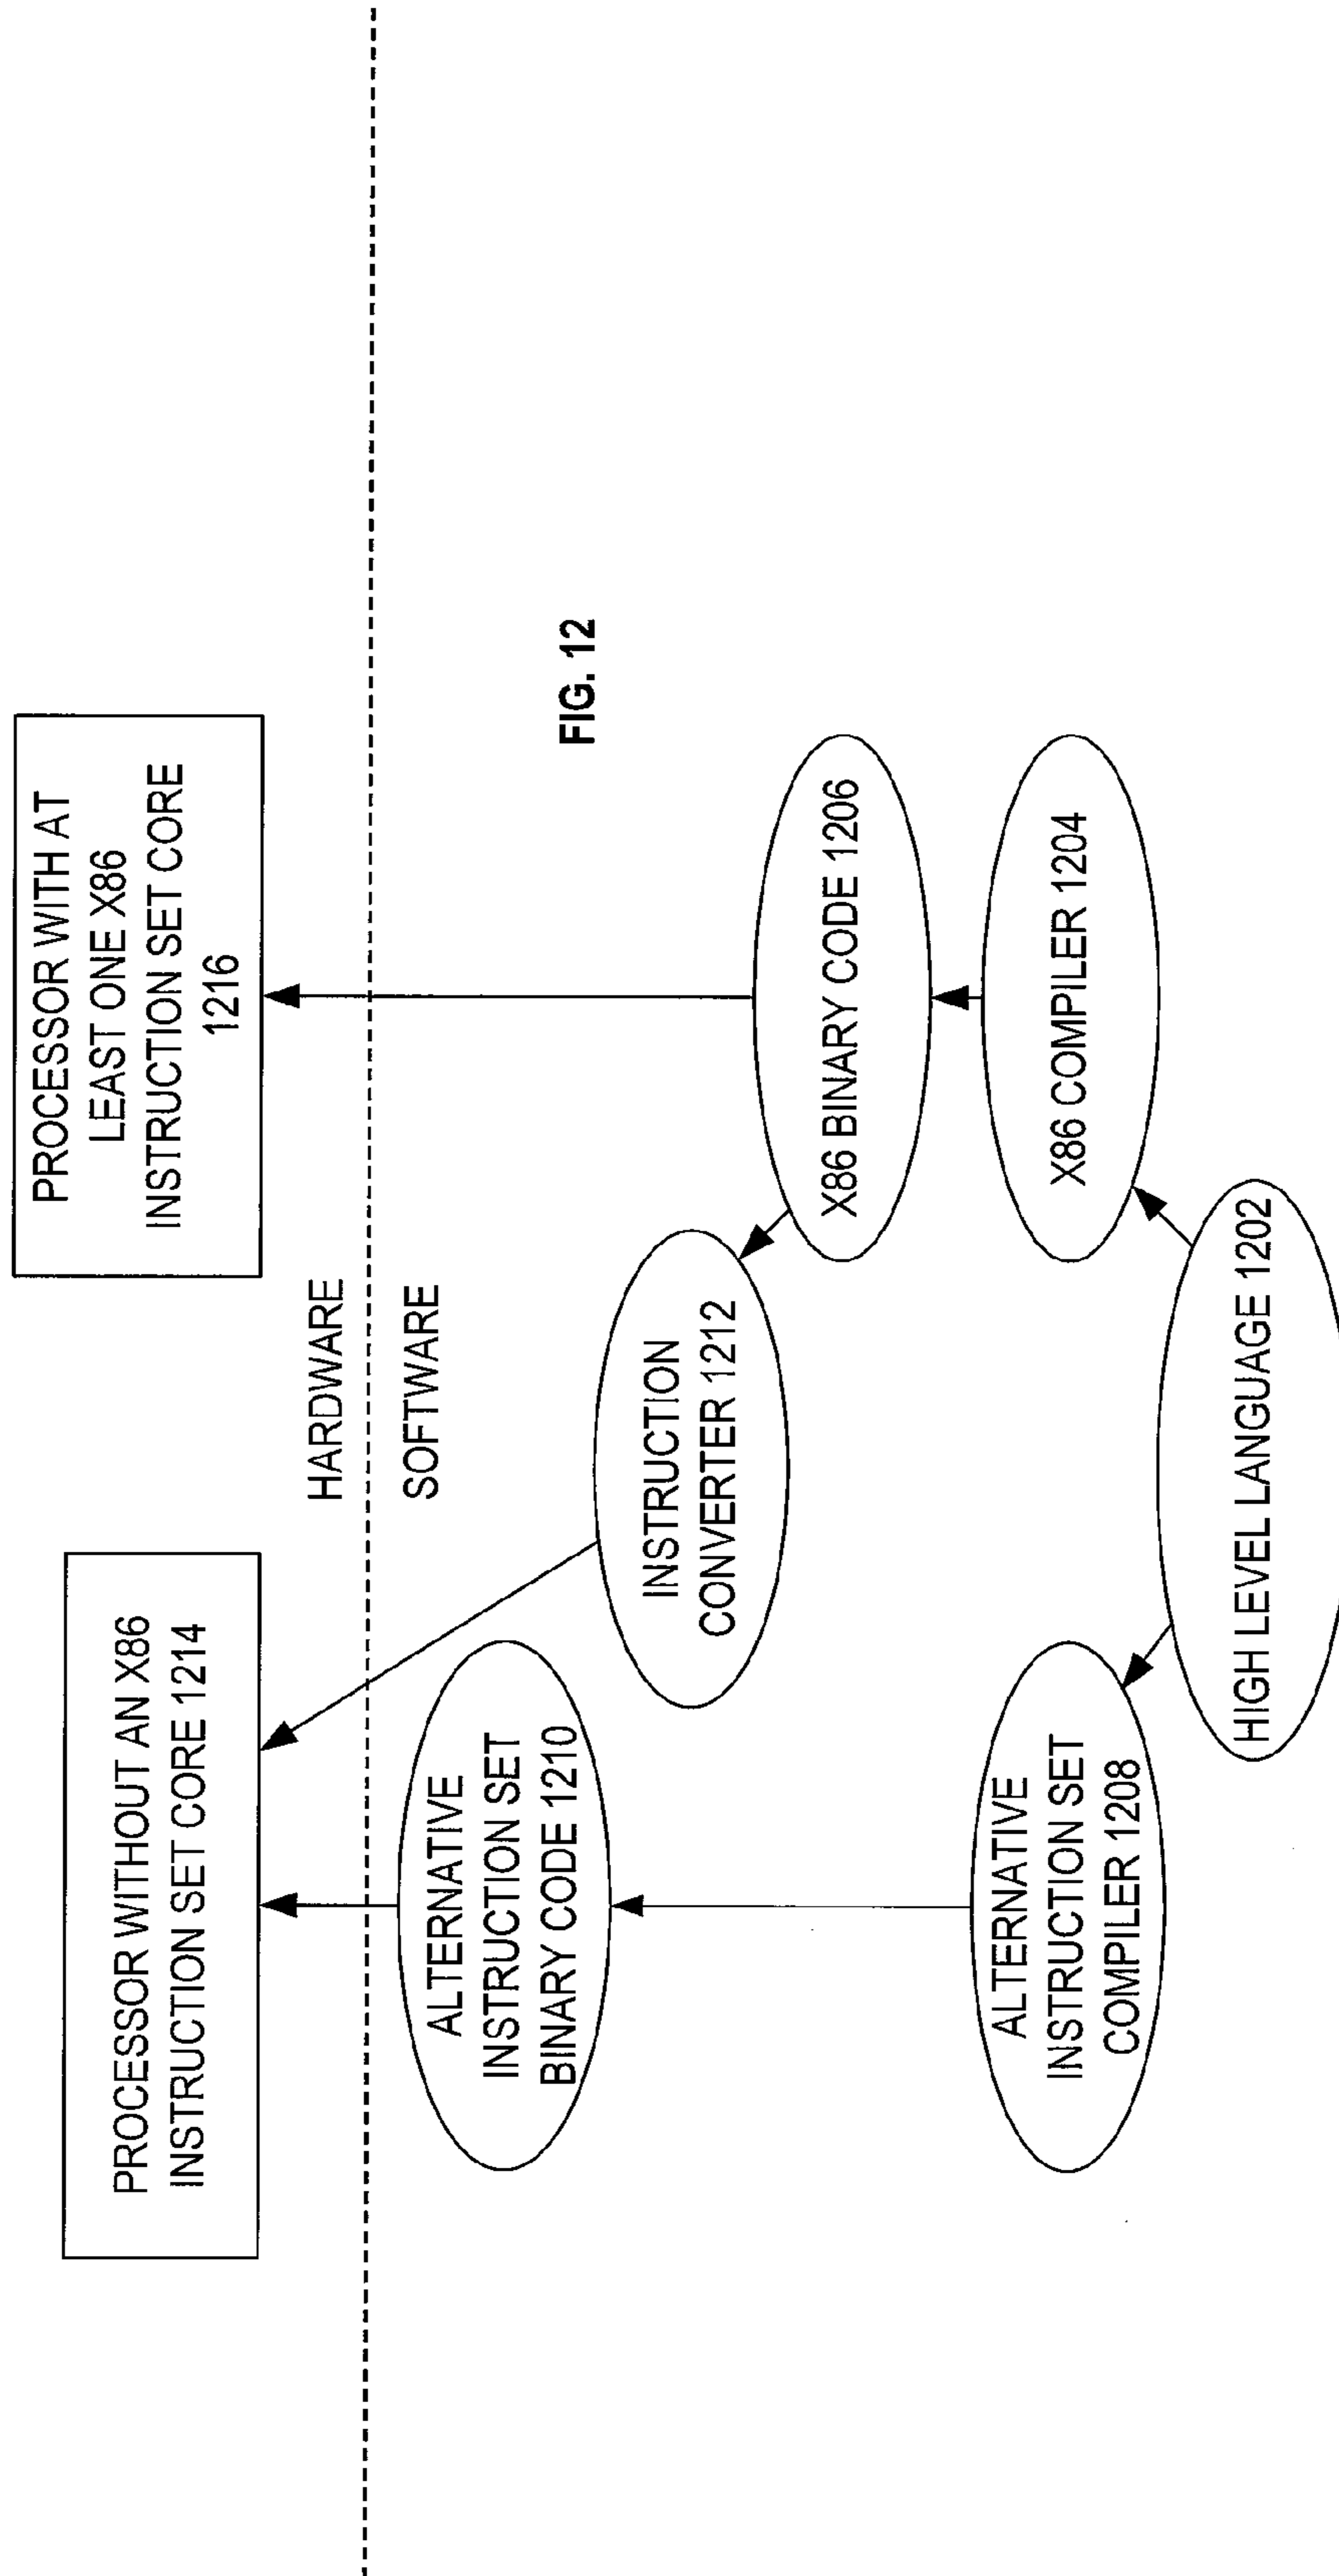 PROCESSOR WITHOUT AN X86
INSTRUCTION SET CORE 1214
PROCESSOR WITH AT
LEAST ONE X86
INSTRUCTION SET CORE
1216
HARDWARE
SOFTWARE
ALTERNATIVE
INSTRUCTION SET
BINARY CODE 1210
INSTRUCTION
CONVERTER 1212
FIG. 12
X86 BINARY CODE 1206
ALTERNATIVE
INSTRUCTION SET
COMPILER 1208
X86 COMPILER 1204
HIGH LEVEL LANGUAGE 1202